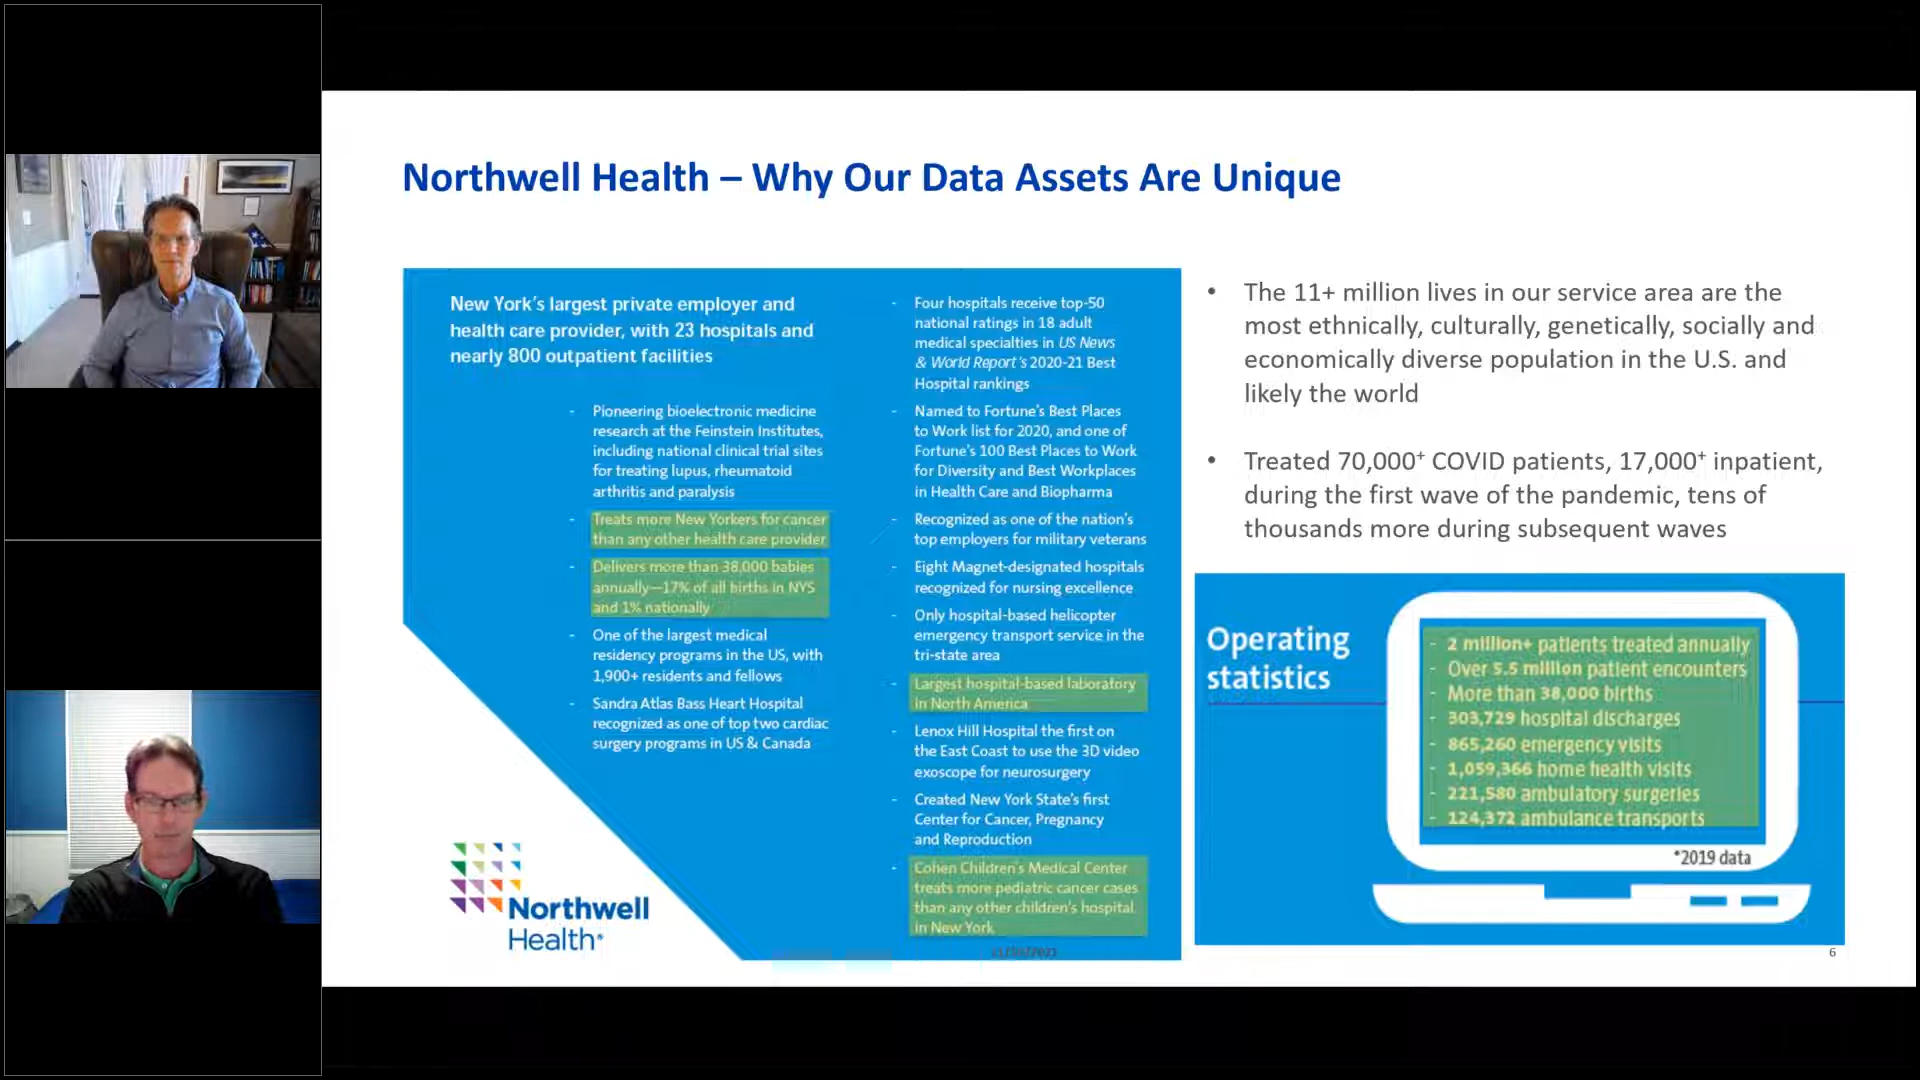 Northwell Health – Why Our Data Assets Are Unique
New York's largest private employer and
health care provider, with 23 hospitals and
nearly 800 outpatient facilities
- Pioneering bioelectronic medicine
research at the Feinstein Institutes,
including national clinical trial sites
for treating lupus, rheumatoid
arthritis and paralysis
- Treats more New Yorkers for cancer
than any other health care provider
- Delivers more than 38,000 babies
annually—17% of all births in NYS
and 1% nationally
- One of the largest medical
residency programs in the US, with
1,900+ residents and fellows
- Sandra Atlas Bass Heart Hospital
recognized as one of top two cardiac
surgery programs in US & Canada
- Four hospitals receive top-50
national ratings in 18 adult
medical specialties in US News
& World Report's 2020-21 Best
Hospital rankings
- Named to Fortune's Best Places
to Work list for 2020, and one of
Fortune's 100 Best Places to Work
for Diversity and Best Workplaces
in Health Care and Biopharma
- Recognized as one of the nation's
top employers for military veterans
- Eight Magnet-designated hospitals
recognized for nursing excellence
- Only hospital-based helicopter
emergency transport service in the
tri-state area
- Largest hospital-based laboratory
in North America
- Lenox Hill Hospital the first on
the East Coast to use the 3D video
exoscope for neurosurgery
- Created New York State's first
Center for Cancer, Pregnancy
and Reproduction
- Cohen Children's Medical Center
treats more pediatric cancer cases
than any other children's hospital
in New York
Northwell
Health®
• The 11+ million lives in our service area are the
most ethnically, culturally, genetically, socially and
economically diverse population in the U.S. and
likely the world
• Treated 70,000⁺ COVID patients, 17,000⁺ inpatient,
during the first wave of the pandemic, tens of
thousands more during subsequent waves
Operating
statistics
- 2 million+ patients treated annually
- Over 5.5 million patient encounters
- More than 38,000 births
- 303,729 hospital discharges
- 865,260 emergency visits
- 1,059,366 home health visits
- 221,580 ambulatory surgeries
- 124,372 ambulance transports
*2019 data
6